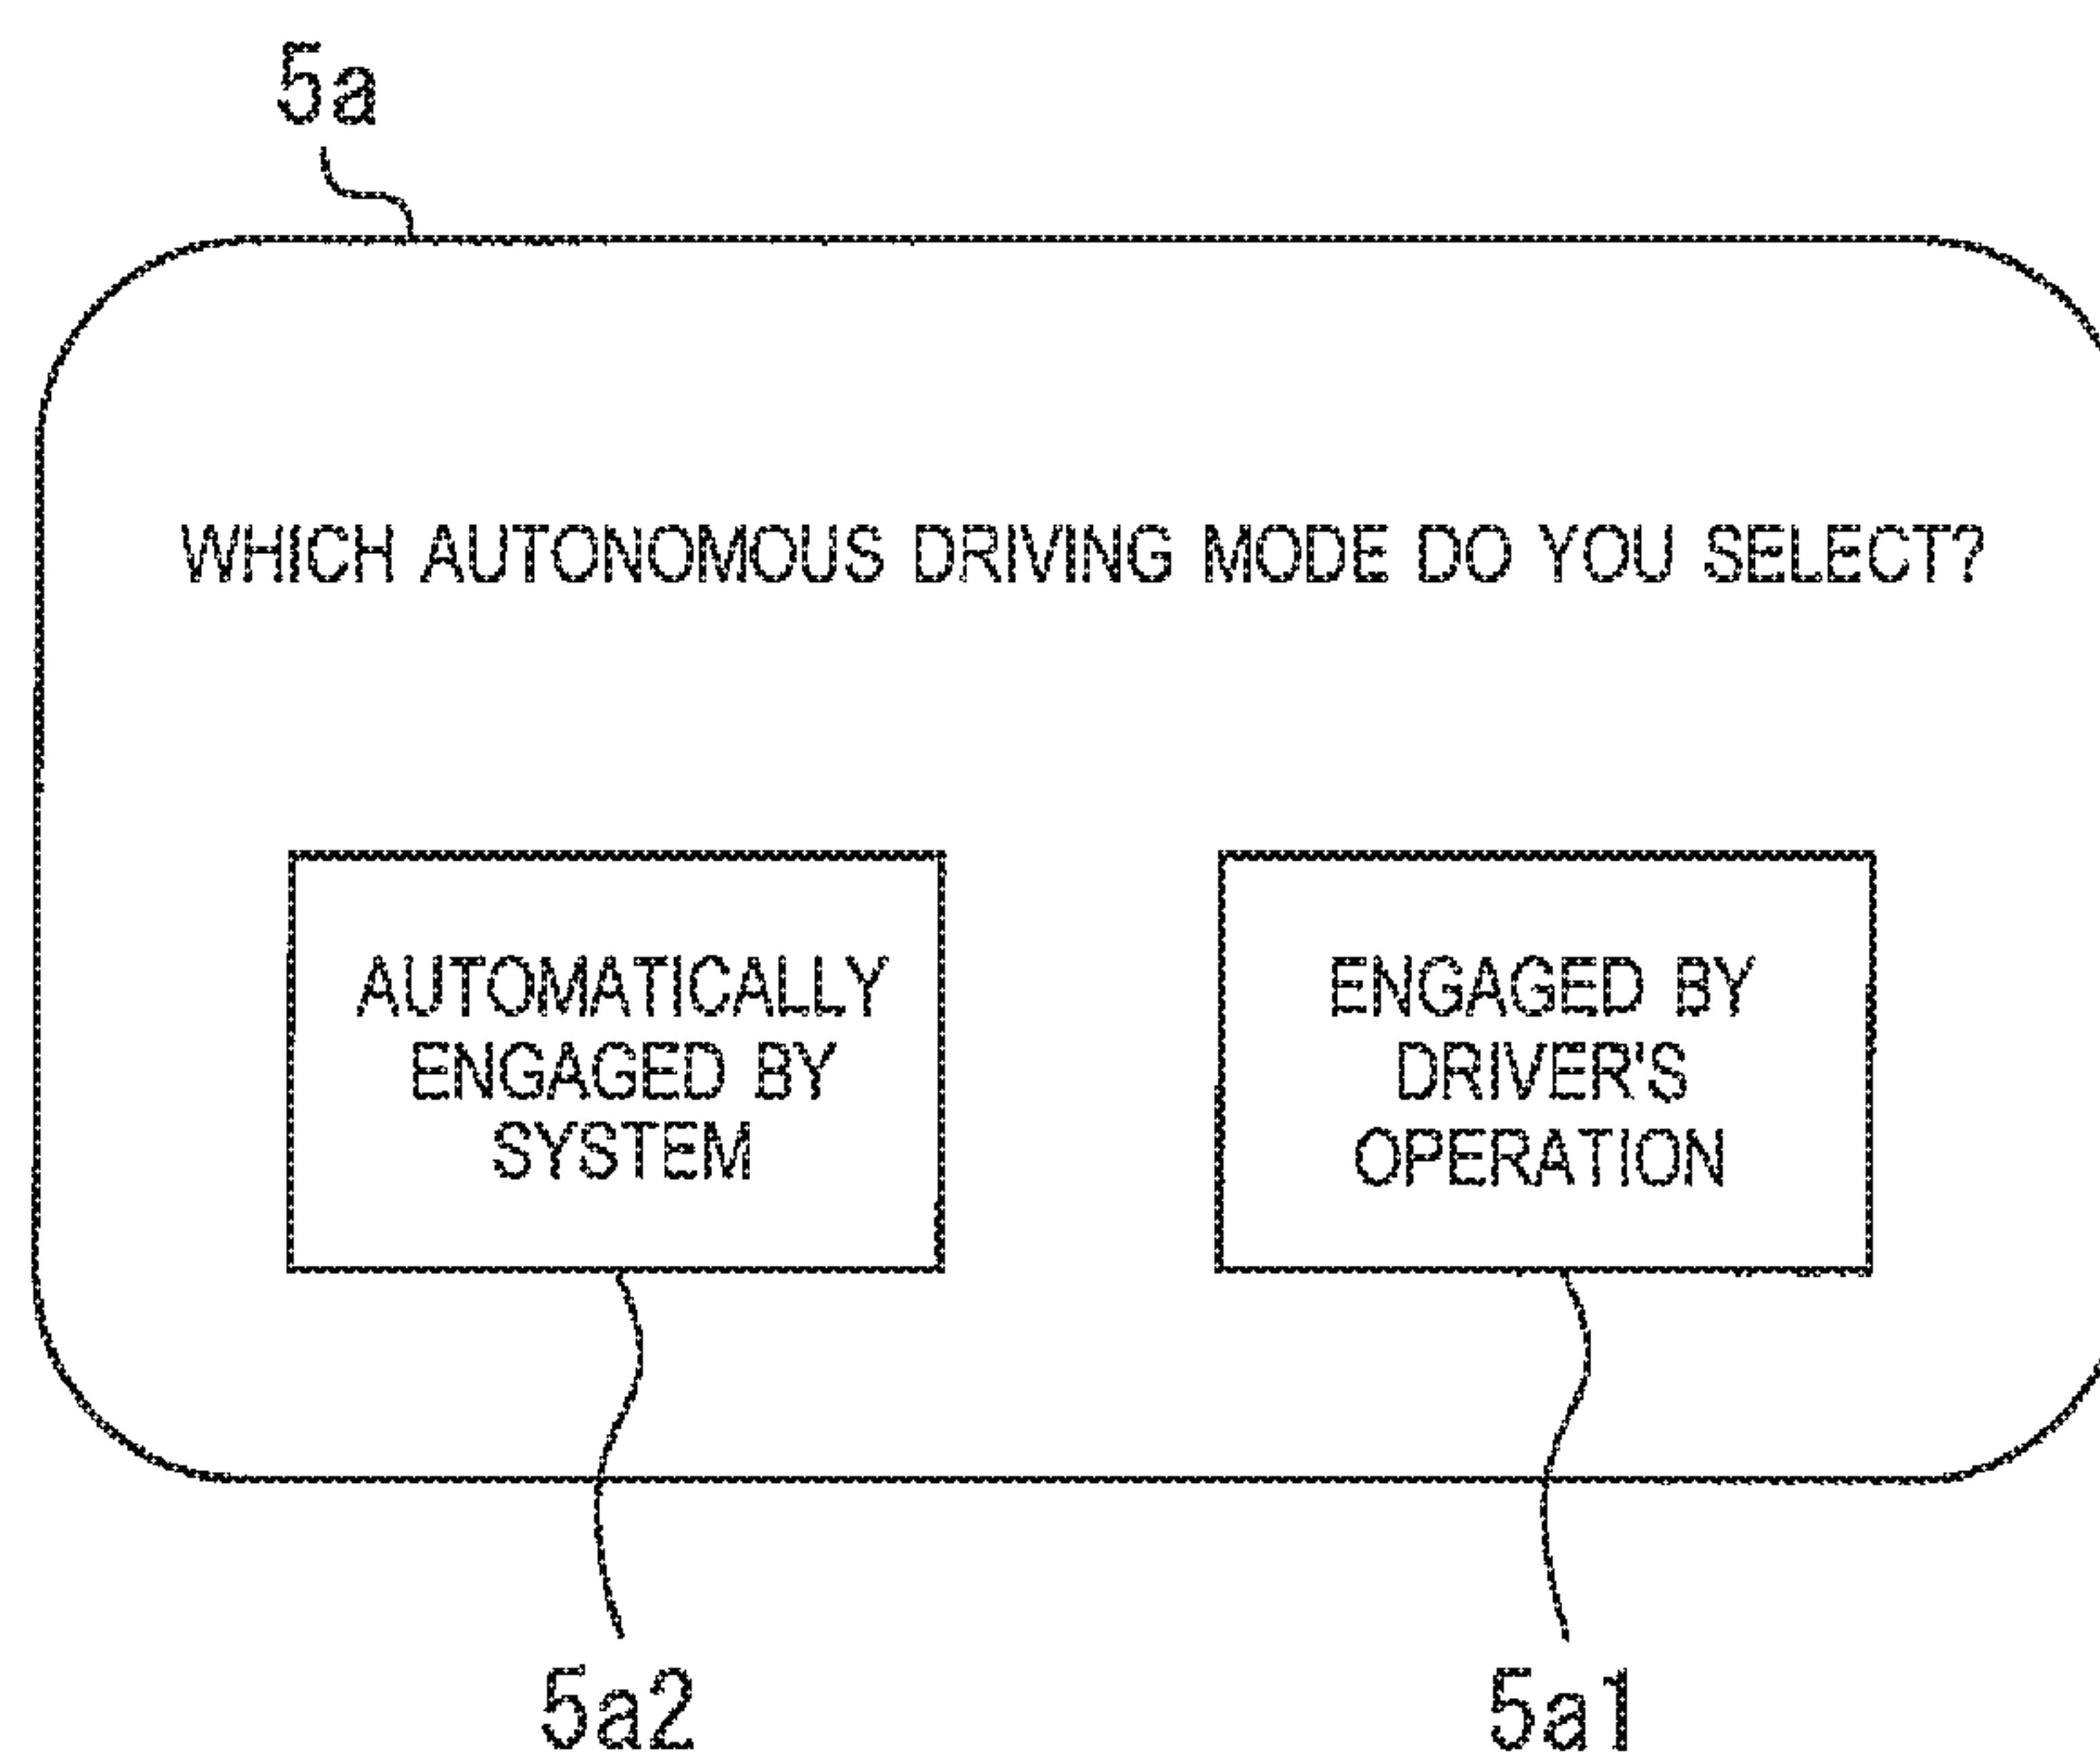 5a
WHICH AUTONOMOUS DRIVING MODE DO YOU SELECT?
AUTOMATICALLY
ENGAGED BY
SYSTEM
ENGAGED BY
DRIVER'S
OPERATION
5a2
5a1